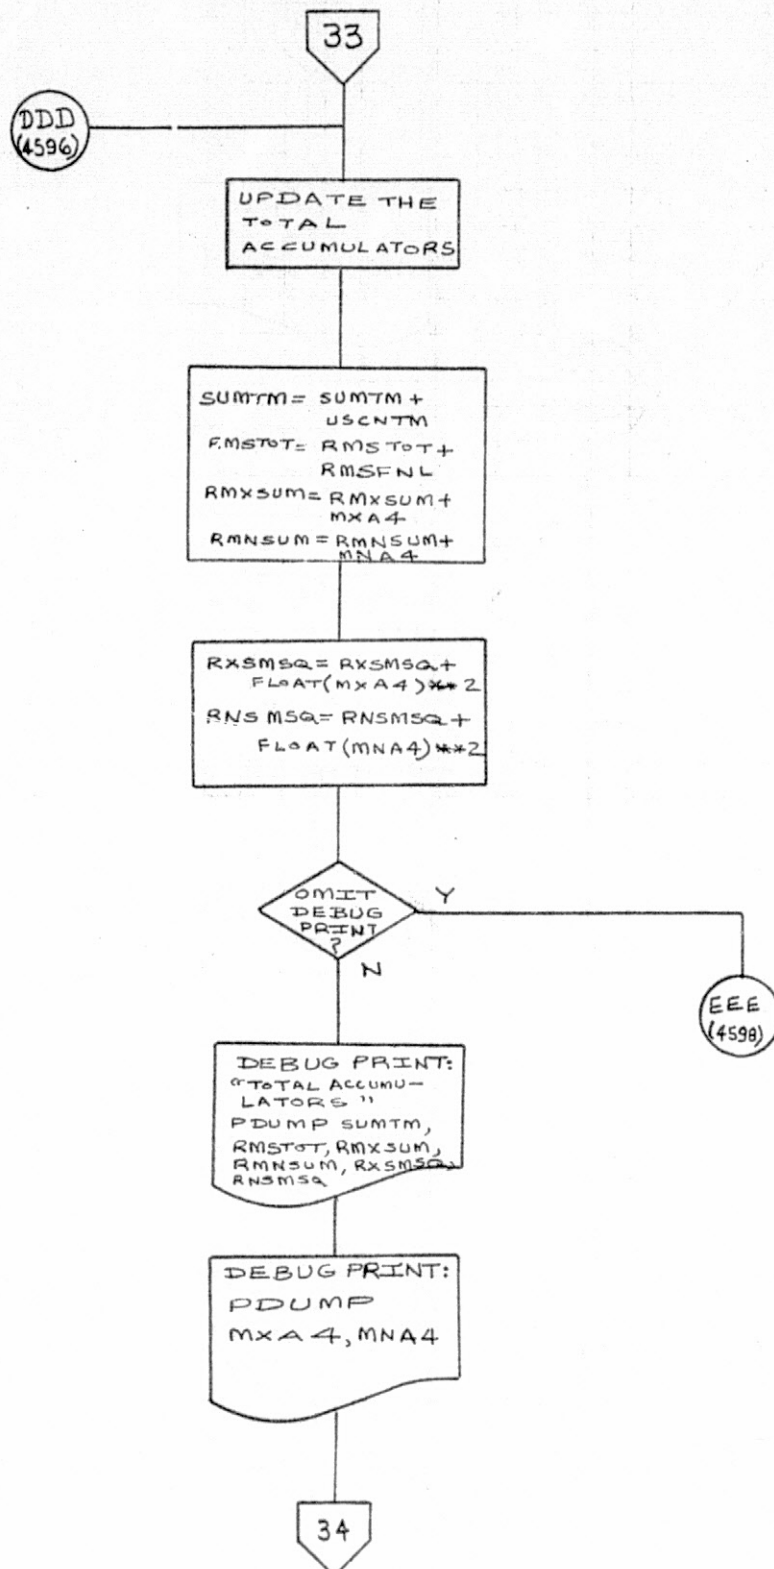 33
DDD
(4596)
UPDATE THE
TOTAL
ACCUMULATORS
SUMTM= SUMTM +
USCNTM
F.MSTOT= RMSTOT+
RMSFNL
RMXSUM= RMXSUM+
MXA4
RMNSUM= RMNSUM+
MNA4
RXSMSQ= RXSMSQ+
FLOAT(MXA4)**2
RNSMSQ= RNSMSQ+
FLOAT(MNA4)**2
OMIT
DEBUG
PRINT
?
Y
N
EEE
(4598)
DEBUG PRINT:
"TOTAL ACCUMU-
LATORS"
PDUMP SUMTM,
RMSTOT, RMXSUM,
RMNSUM, RXSMSQ,
RNSMSQ
DEBUG PRINT:
PDUMP
MXA4, MNA4
34